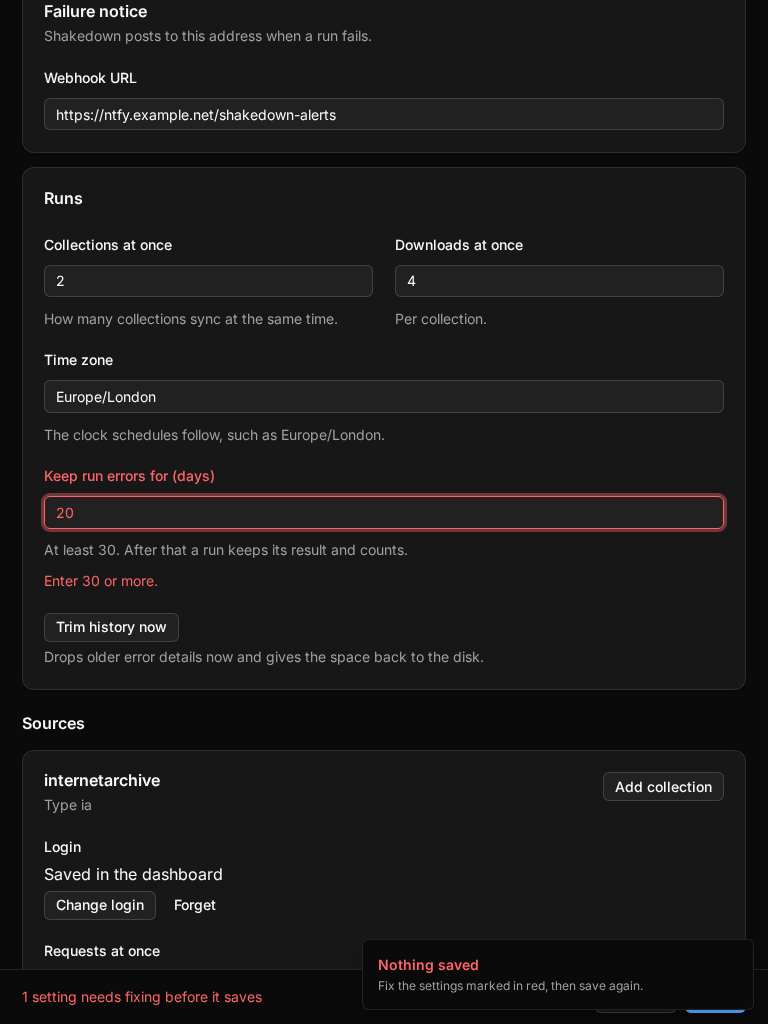 Failure notice
Shakedown posts to this address when a run fails.
Webhook URL
https://ntfy.example.net/shakedown-alerts
Runs
Collections at once
Downloads at once
2
4
How many collections sync at the same time.
Per collection.
Time zone
Europe/London
The clock schedules follow, such as Europe/London.
Keep run errors for (days)
20
At least 30. After that a run keeps its result and counts.
Enter 30 or more.
Trim history now
Drops older error details now and gives the space back to the disk.
Sources
internetarchive
Add collection
Type ia
Login
Saved in the dashboard
Change login
Forget
Requests at once
Nothing saved
Fix the settings marked in red, then save again.
1 setting needs fixing before it saves